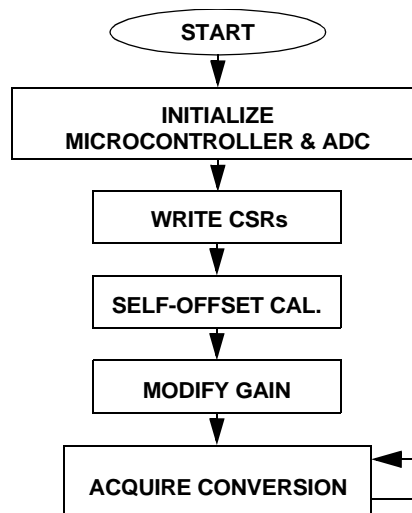 START
INITIALIZE
MICROCONTROLLER & ADC
WRITE CSRs
SELF-OFFSET CAL.
MODIFY GAIN
ACQUIRE CONVERSION